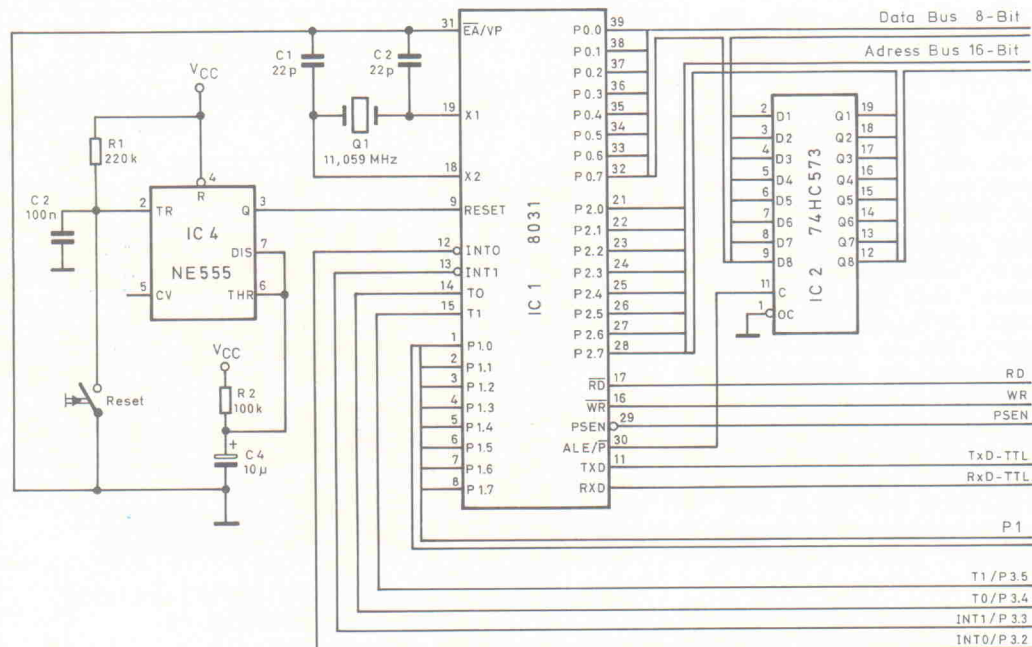 Data Bus 8-Bit
Adress Bus 16-Bit
31 EA/VP
C1 22p
C2 22p
19 X1
Q1
11,059 MHz
18 X2
9 RESET
12 INT0
13 INT1
14 T0
15 T1
1 P1.0
2 P1.1
3 P1.2
4 P1.3
5 P1.4
6 P1.5
7 P1.6
8 P1.7
IC 1 8031
P0.0 39
P0.1 38
P0.2 37
P0.3 36
P0.4 35
P0.5 34
P0.6 33
P0.7 32
P2.0 21
P2.1 22
P2.2 23
P2.3 24
P2.4 25
P2.5 26
P2.6 27
P2.7 28
RD 17
WR 16
PSEN 29
ALE/P 30
TXD 11
RXD
VCC
R1
220k
C2
100n
4
R
2 TR
Q 3
IC 4
NE555
DIS 7
THR 6
5 CV
VCC
R2
100k
+
C4
10µ
Reset
2 D1
3 D2
4 D3
5 D4
6 D5
7 D6
8 D7
9 D8
11 C
1 OC
IC 2 74HC573
Q1 19
Q2 18
Q3 17
Q4 16
Q5 15
Q6 14
Q7 13
Q8 12
RD
WR
PSEN
TxD-TTL
RxD-TTL
P1
T1/P3.5
T0/P3.4
INT1/P3.3
INT0/P3.2